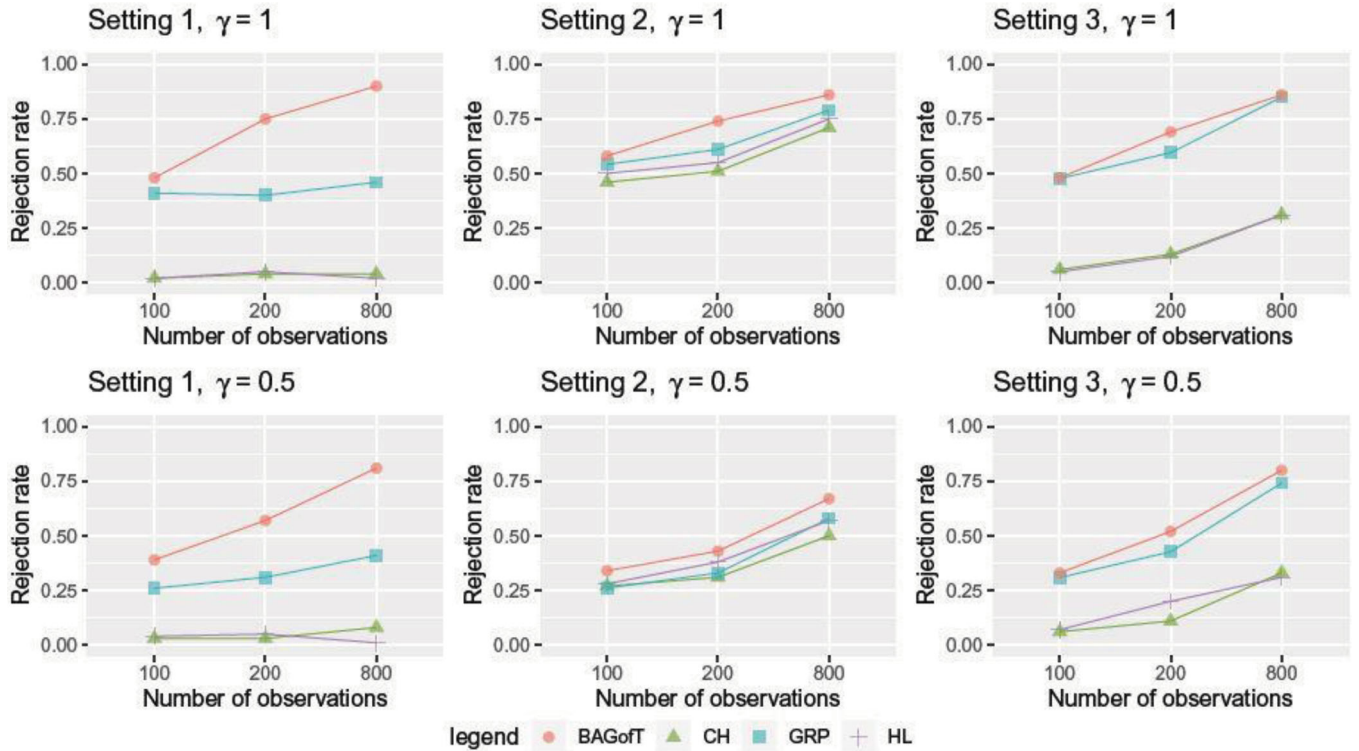 Setting 1, γ = 1
Setting 2, γ = 1
Setting 3, γ = 1
Rejection rate
1.00
0.75
0.50
0.25
0.00
100 200 800
Number of observations
Rejection rate
1.00
0.75
0.50
0.25
0.00
100 200 800
Number of observations
Rejection rate
1.00
0.75
0.50
0.25
0.00
100 200 800
Number of observations
Setting 1, γ = 0.5
Setting 2, γ = 0.5
Setting 3, γ = 0.5
Rejection rate
1.00
0.75
0.50
0.25
0.00
100 200 800
Number of observations
Rejection rate
1.00
0.75
0.50
0.25
0.00
100 200 800
Number of observations
Rejection rate
1.00
0.75
0.50
0.25
0.00
100 200 800
Number of observations
legend BAGofT CH GRP HL